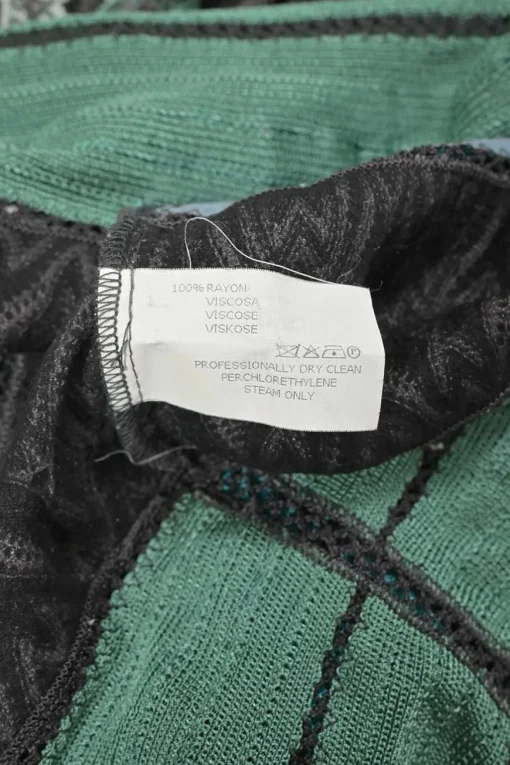 100% RAYON
VISCOSA
VISCOSE
VISKOSE
PROFESSIONALLY DRY CLEAN
PERCHLORETHYLENE
STEAM ONLY